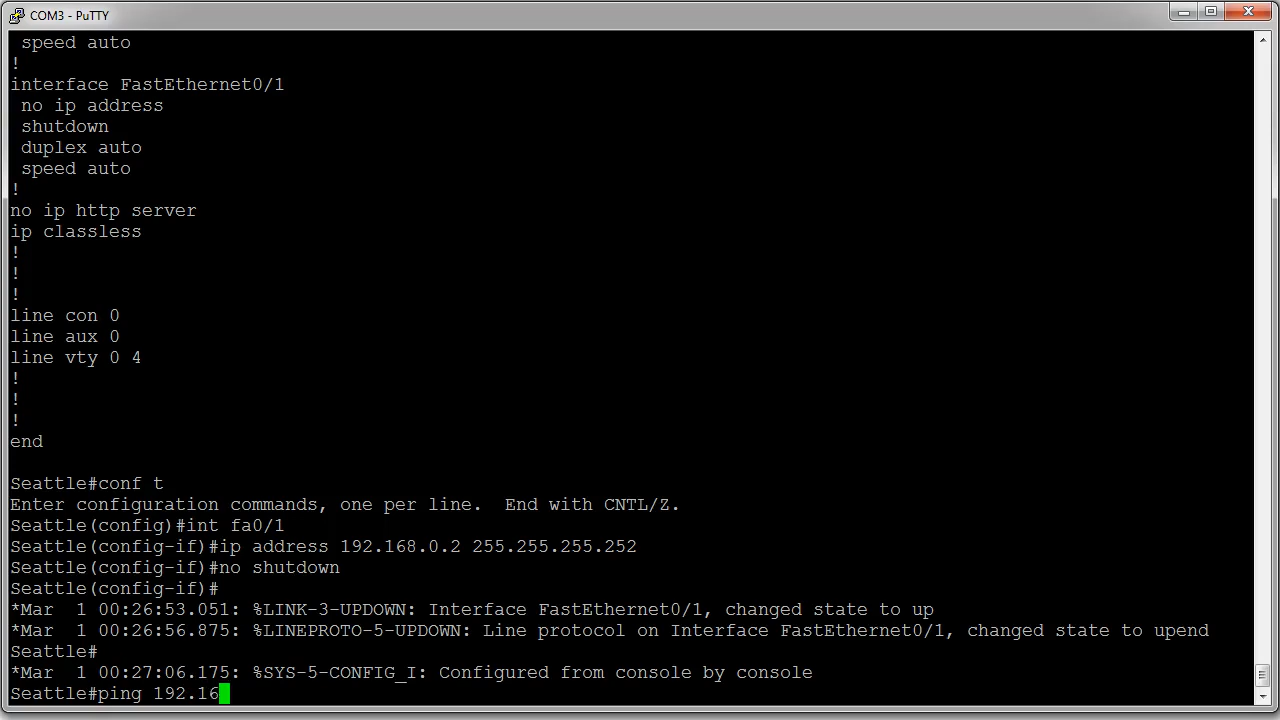 COM3 - PuTTY
speed auto
!
interface FastEthernet0/1
no ip address
shutdown
duplex auto
speed auto
!
no ip http server
ip classless
!
!
!
line con 0
line aux 0
line vty 0 4
!
!
!
end
Seattle#conf t
Enter configuration commands, one per line.  End with CNTL/Z.
Seattle(config)#int fa0/1
Seattle(config-if)#ip address 192.168.0.2 255.255.255.252
Seattle(config-if)#no shutdown
Seattle(config-if)#
*Mar  1 00:26:53.051: %LINK-3-UPDOWN: Interface FastEthernet0/1, changed state to up
*Mar  1 00:26:56.875: %LINEPROTO-5-UPDOWN: Line protocol on Interface FastEthernet0/1, changed state to upend
Seattle#
*Mar  1 00:27:06.175: %SYS-5-CONFIG_I: Configured from console by console
Seattle#ping 192.16